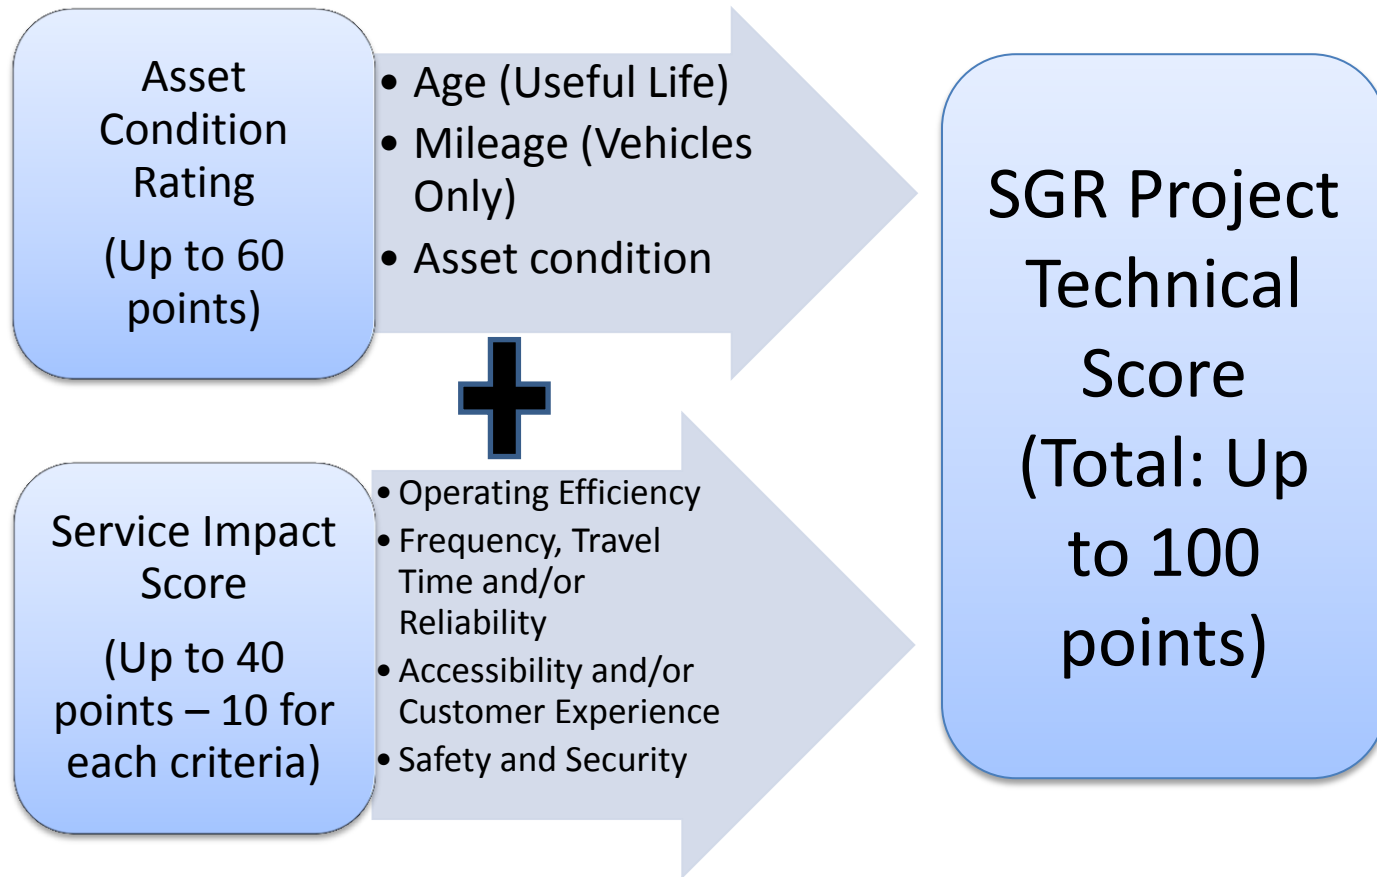 Asset
Condition
Rating
(Up to 60
points)
• Age (Useful Life)
• Mileage (Vehicles
Only)
• Asset condition
Service Impact
Score
(Up to 40
points – 10 for
each criteria)
• Operating Efficiency
• Frequency, Travel
Time and/or
Reliability
• Accessibility and/or
Customer Experience
• Safety and Security
SGR Project
Technical
Score
(Total: Up
to 100
points)